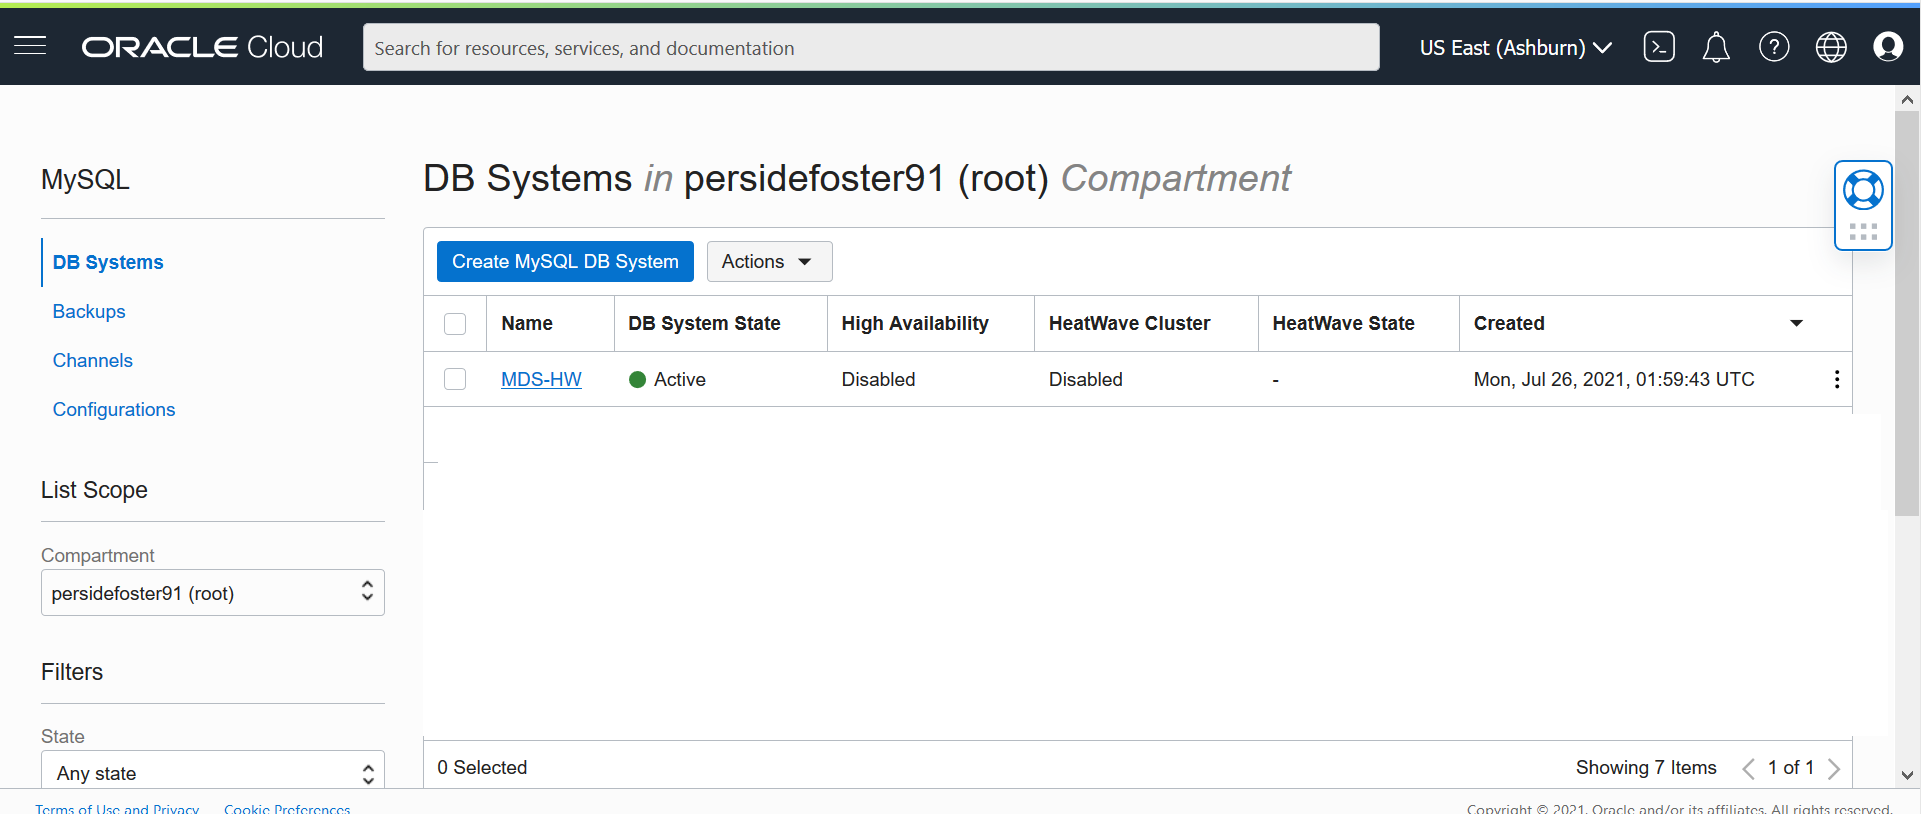 ORACLE Cloud
Search for resources, services, and documentation
US East (Ashburn)
MySQL
DB Systems
Backups
Channels
Configurations
List Scope
Compartment
persidefoster91 (root)
Filters
State
Any state
DB Systems in persidefoster91 (root) Compartment
Create MySQL DB System Actions
Name DB System State High Availability HeatWave Cluster HeatWave State Created
MDS-HW Active Disabled Disabled - Mon, Jul 26, 2021, 01:59:43 UTC
0 Selected Showing 7 Items 1 of 1
Terms of Use and Privacy Cookie Preferences Copyright © 2021, Oracle and/or its affiliates. All rights reserved.